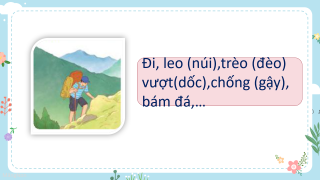 Đi, leo (núi),trèo (đèo)
vượt(dốc),chống (gậy),
bám đá,...